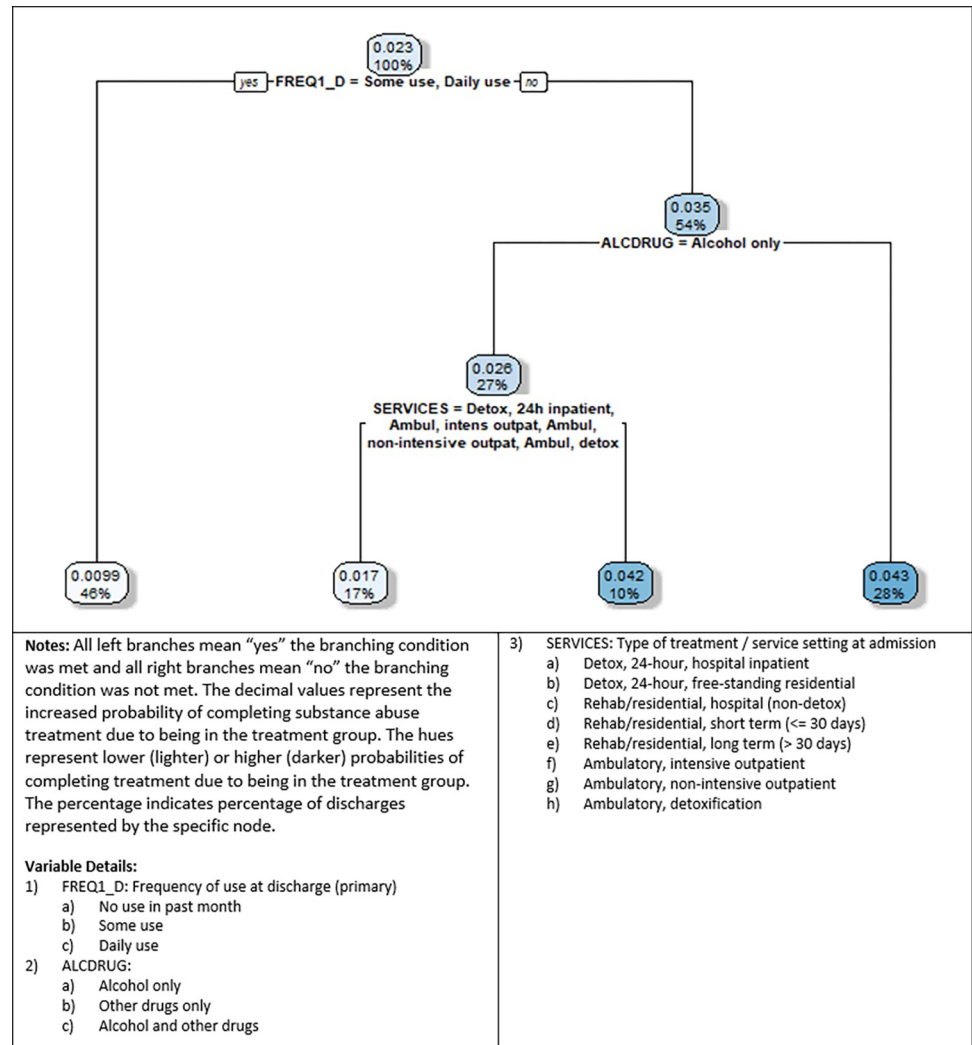 0.023
100%
yes FREQ1_D = Some use, Daily use no
0.035
54%
ALCDRUG = Alcohol only
0.026
27%
SERVICES = Detox, 24h inpatient,
Ambul, intens outpat, Ambul,
non-intensive outpat, Ambul, detox
0.0099
46%
0.017
17%
0.042
10%
0.043
28%
Notes: All left branches mean “yes” the branching
condition was met and all right branches mean “no” the branching
condition was not met. The decimal values represent the
increased probability of completing substance abuse
treatment due to being in the treatment group. The hues
represent lower (lighter) or higher (darker) probabilities of
completing treatment due to being in the treatment group.
The percentage indicates percentage of discharges
represented by the specific node.
Variable Details:
1) FREQ1_D: Frequency of use at discharge (primary)
a) No use in past month
b) Some use
c) Daily use
2) ALCDRUG:
a) Alcohol only
b) Other drugs only
c) Alcohol and other drugs
3) SERVICES: Type of treatment / service setting at admission
a) Detox, 24-hour, hospital inpatient
b) Detox, 24-hour, free-standing residential
c) Rehab/residential, hospital (non-detox)
d) Rehab/residential, short term (<= 30 days)
e) Rehab/residential, long term (> 30 days)
f) Ambulatory, intensive outpatient
g) Ambulatory, non-intensive outpatient
h) Ambulatory, detoxification